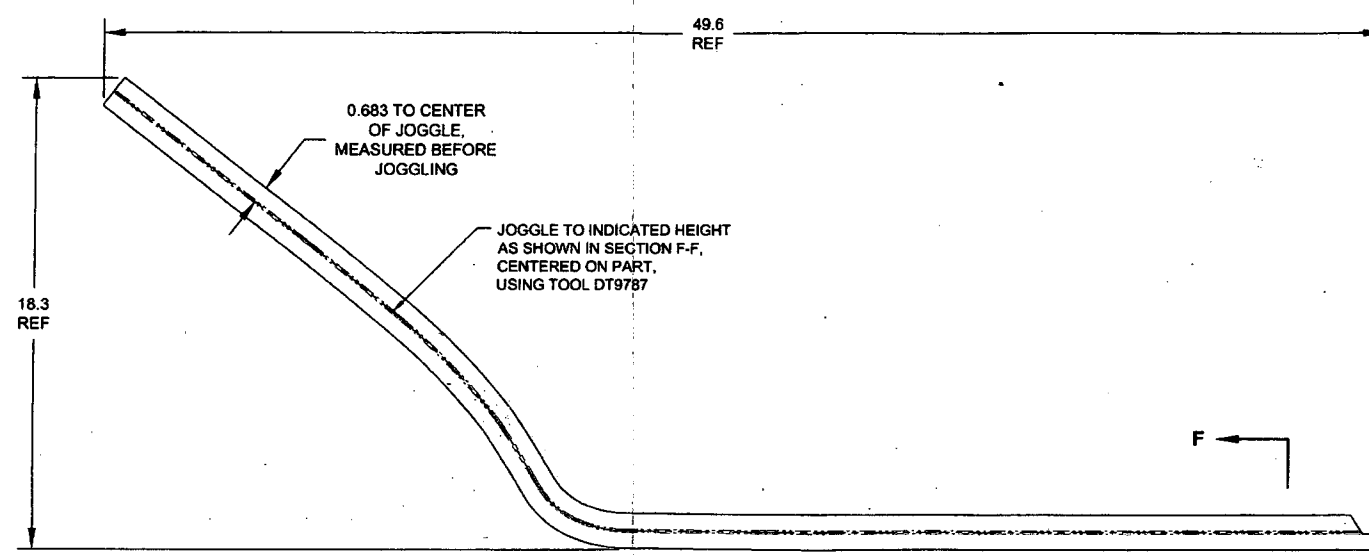 49.6
REF
0.683 TO CENTER
OF JOGGLE,
MEASURED BEFORE
JOGGLING
JOGGLE TO INDICATED HEIGHT
AS SHOWN IN SECTION F-F,
CENTERED ON PART,
USING TOOL DT9787
18.3
REF
F